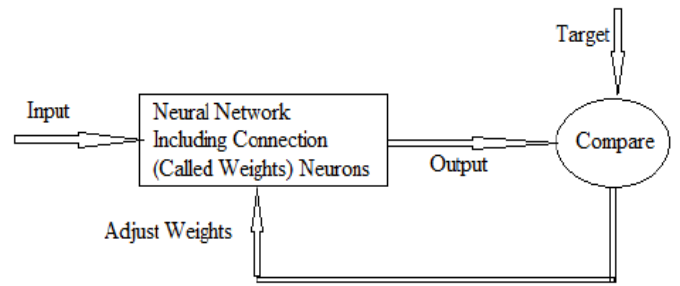 Target
Input
Neural Network
Including Connection
(Called Weights) Neurons
Compare
Output
Adjust Weights